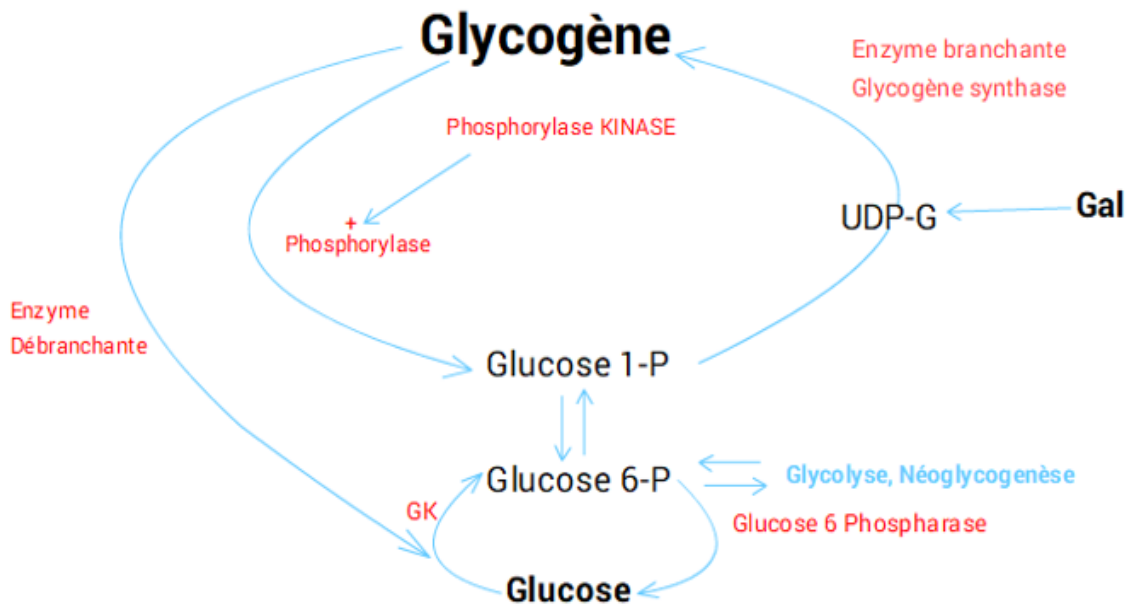 Glycogène
Enzyme branchante
Glycogène synthase
Phosphorylase KINASE
+
Phosphorylase
UDP-G
Gal
Enzyme
Débranchante
Glucose 1-P
Glucose 6-P
Glycolyse, Néoglycogenèse
GK
Glucose 6 Phospharase
Glucose